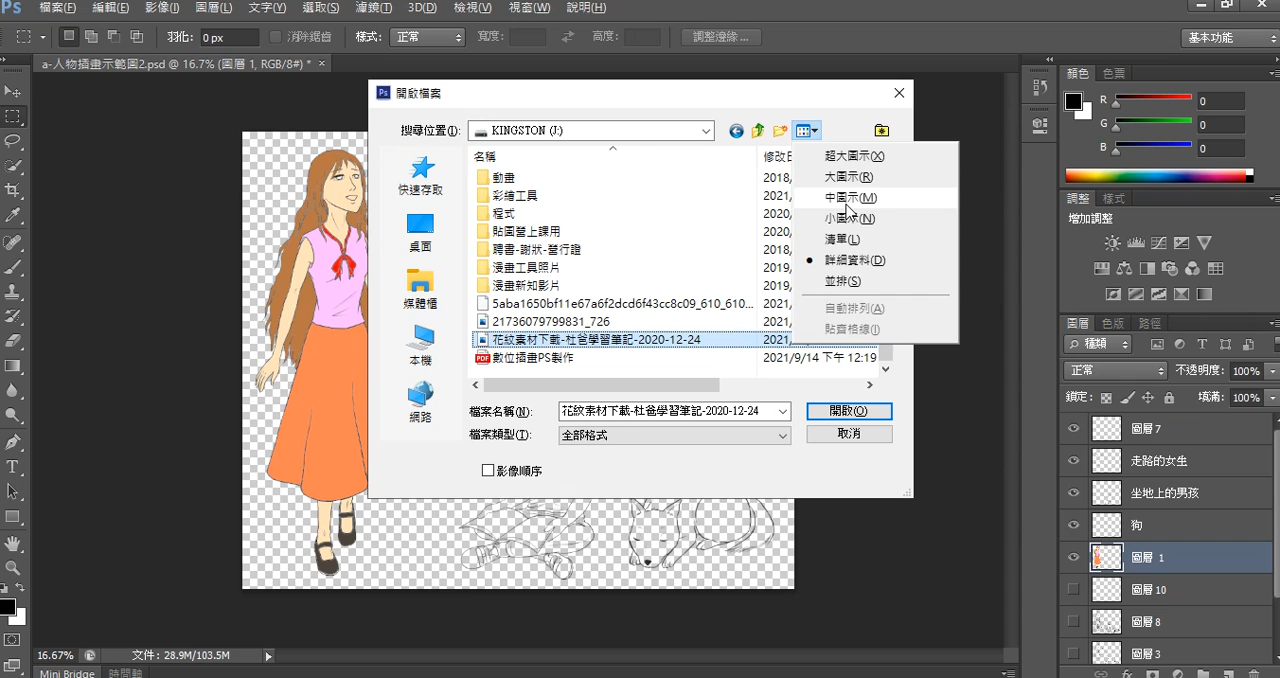 Ps 檔案(F) 編輯(E) 影像(I) 圖層(L) 文字(Y) 選取(S) 濾鏡(T) 3D(D) 檢視(V) 視窗(W) 說明(H)
羽化: 0 px 消除鋸齒 樣式: 正常 寬度: 高度: 調整邊緣... 基本功能
a-人物插畫示範圖2.psd @ 16.7% (圖層 1, RGB/8#) * ×
顏色 色票
R 0
G 0
B 0
調整 樣式
增加調整
圖層 色版 路徑
種類
正常 不透明度: 100%
鎖定: 填滿: 100%
圖層 7
走路的女生
坐地上的男孩
狗
圖層 1
圖層 10
圖層 8
圖層 3
Ps 開啟檔案
搜尋位置(I): KINGSTON (J:)
快速存取
桌面
媒體櫃
本機
網路
名稱 修改日
動畫 2018/
彩繪工具 2021/
程式 2020/
貼圖營上課用 2020/
聘書-謝狀-營行證 2018/
漫畫工具照片 2019/
漫畫新知影片 2019/
5aba1650bf11e67a6f2dcd6f43cc8c09_610_610... 2021/
21736079799831_726 2021/
花紋素材下載-杜爸學習筆記-2020-12-24 2021/
PDF 數位插畫PS製作 2021/9/14 下午 12:19
超大圖示(X)
大圖示(R)
中圖示(M)
小圖示(N)
清單(L)
詳細資料(D)
並排(S)
自動排列(A)
貼齊格線(I)
檔案名稱(N): 花紋素材下載-杜爸學習筆記-2020-12-24 開啟(O)
檔案類型(T): 全部格式 取消
影像順序
16.67% 文件: 28.9M/103.5M
Mini Bridge 時間軸